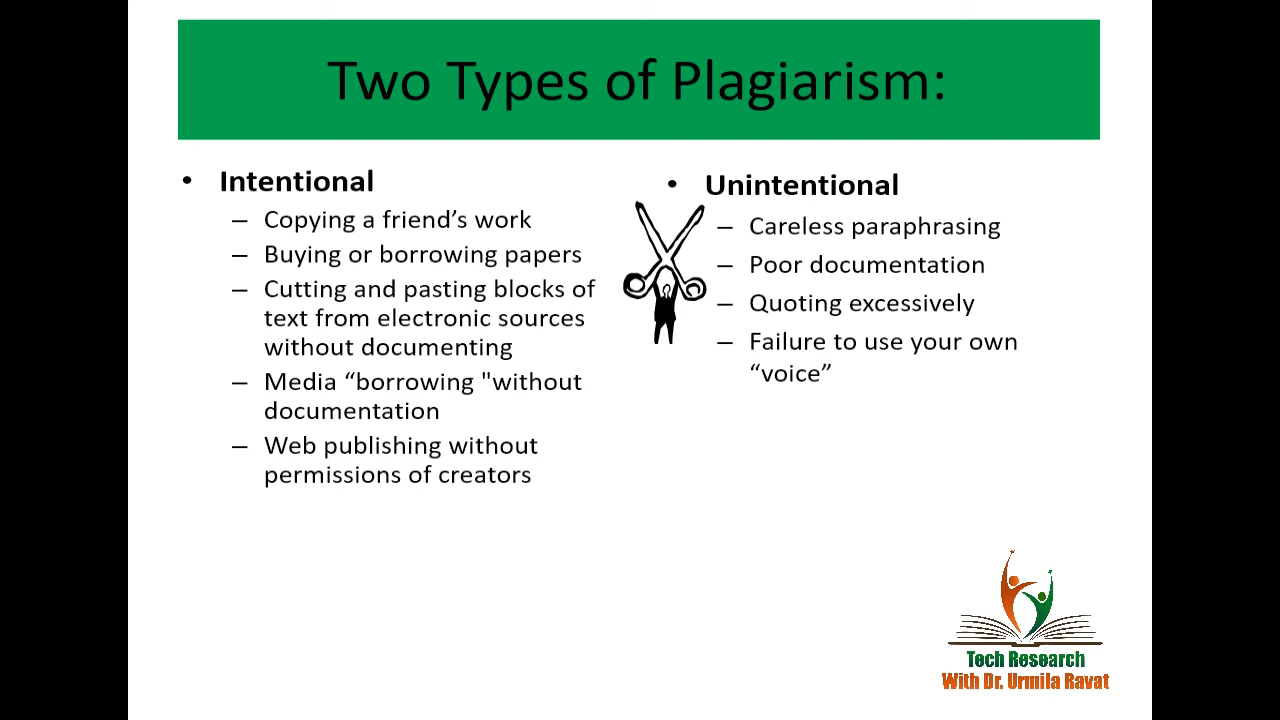 Two Types of Plagiarism:
• Intentional
– Copying a friend’s work
– Buying or borrowing papers
– Cutting and pasting blocks of
text from electronic sources
without documenting
– Media “borrowing "without
documentation
– Web publishing without
permissions of creators
• Unintentional
– Careless paraphrasing
– Poor documentation
– Quoting excessively
– Failure to use your own
“voice”
Tech Research
With Dr. Urmila Ravat